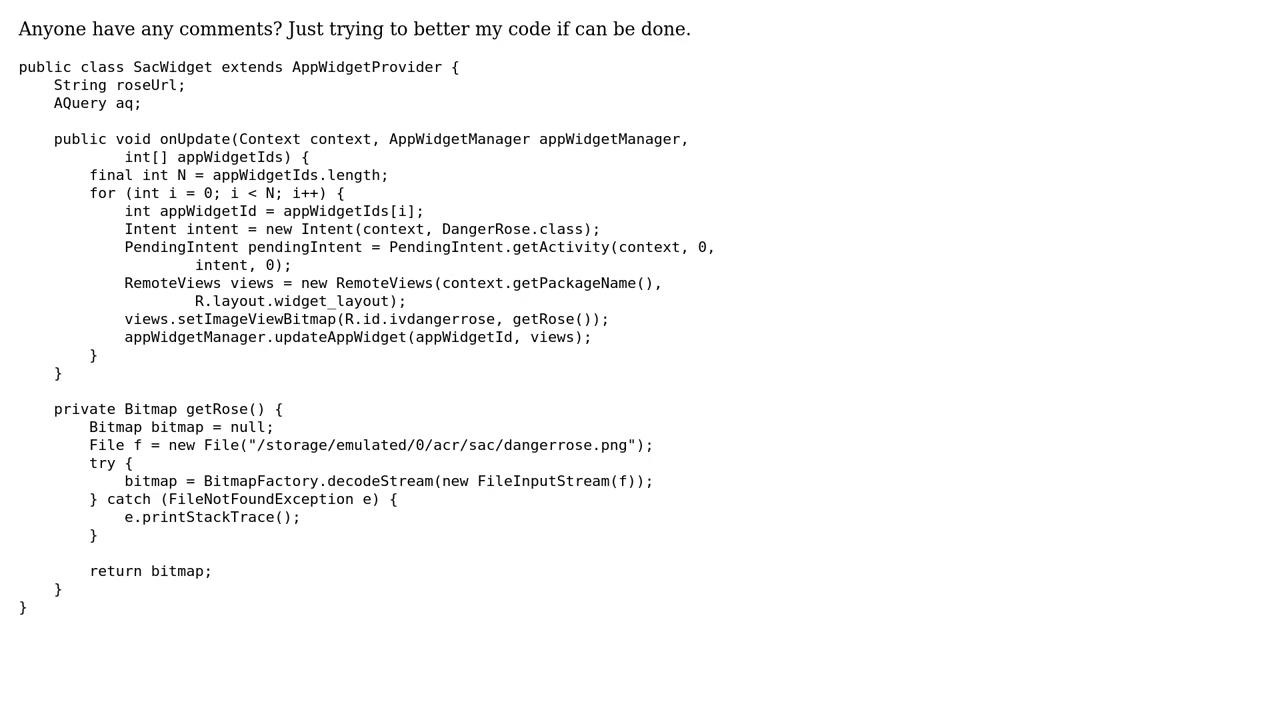 Anyone have any comments? Just trying to better my code if can be done.
public class SacWidget extends AppWidgetProvider {
    String roseUrl;
    AQuery aq;

    public void onUpdate(Context context, AppWidgetManager appWidgetManager,
            int[] appWidgetIds) {
        final int N = appWidgetIds.length;
        for (int i = 0; i < N; i++) {
            int appWidgetId = appWidgetIds[i];
            Intent intent = new Intent(context, DangerRose.class);
            PendingIntent pendingIntent = PendingIntent.getActivity(context, 0,
                    intent, 0);
            RemoteViews views = new RemoteViews(context.getPackageName(),
                    R.layout.widget_layout);
            views.setImageViewBitmap(R.id.ivdangerrose, getRose());
            appWidgetManager.updateAppWidget(appWidgetId, views);
        }
    }

    private Bitmap getRose() {
        Bitmap bitmap = null;
        File f = new File("/storage/emulated/0/acr/sac/dangerrose.png");
        try {
            bitmap = BitmapFactory.decodeStream(new FileInputStream(f));
        } catch (FileNotFoundException e) {
            e.printStackTrace();
        }

        return bitmap;
    }
}